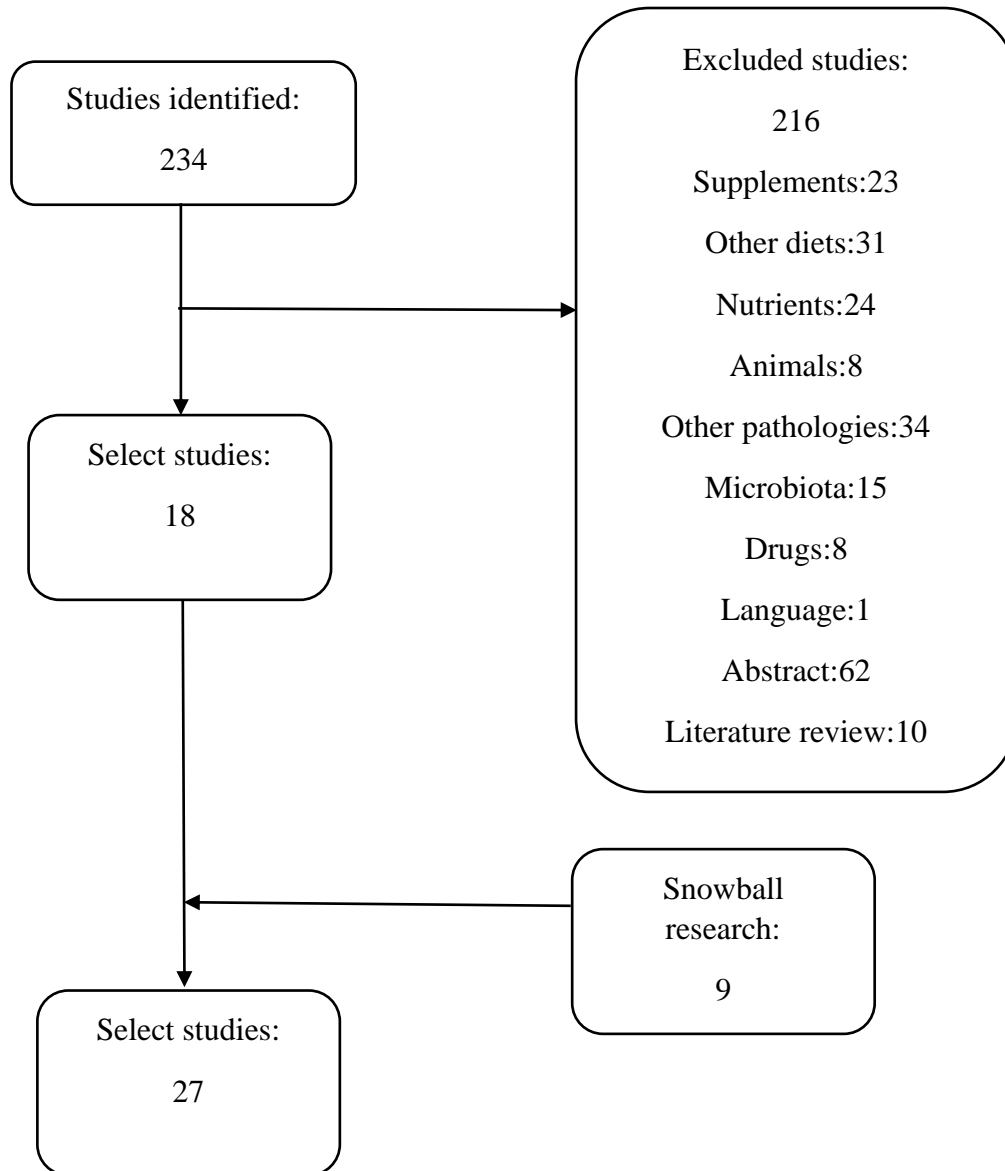 Studies identified:
234
Excluded studies:
216
Supplements:23
Other diets:31
Nutrients:24
Animals:8
Other pathologies:34
Microbiota:15
Drugs:8
Language:1
Abstract:62
Literature review:10
Select studies:
18
Snowball
research:
9
Select studies:
27